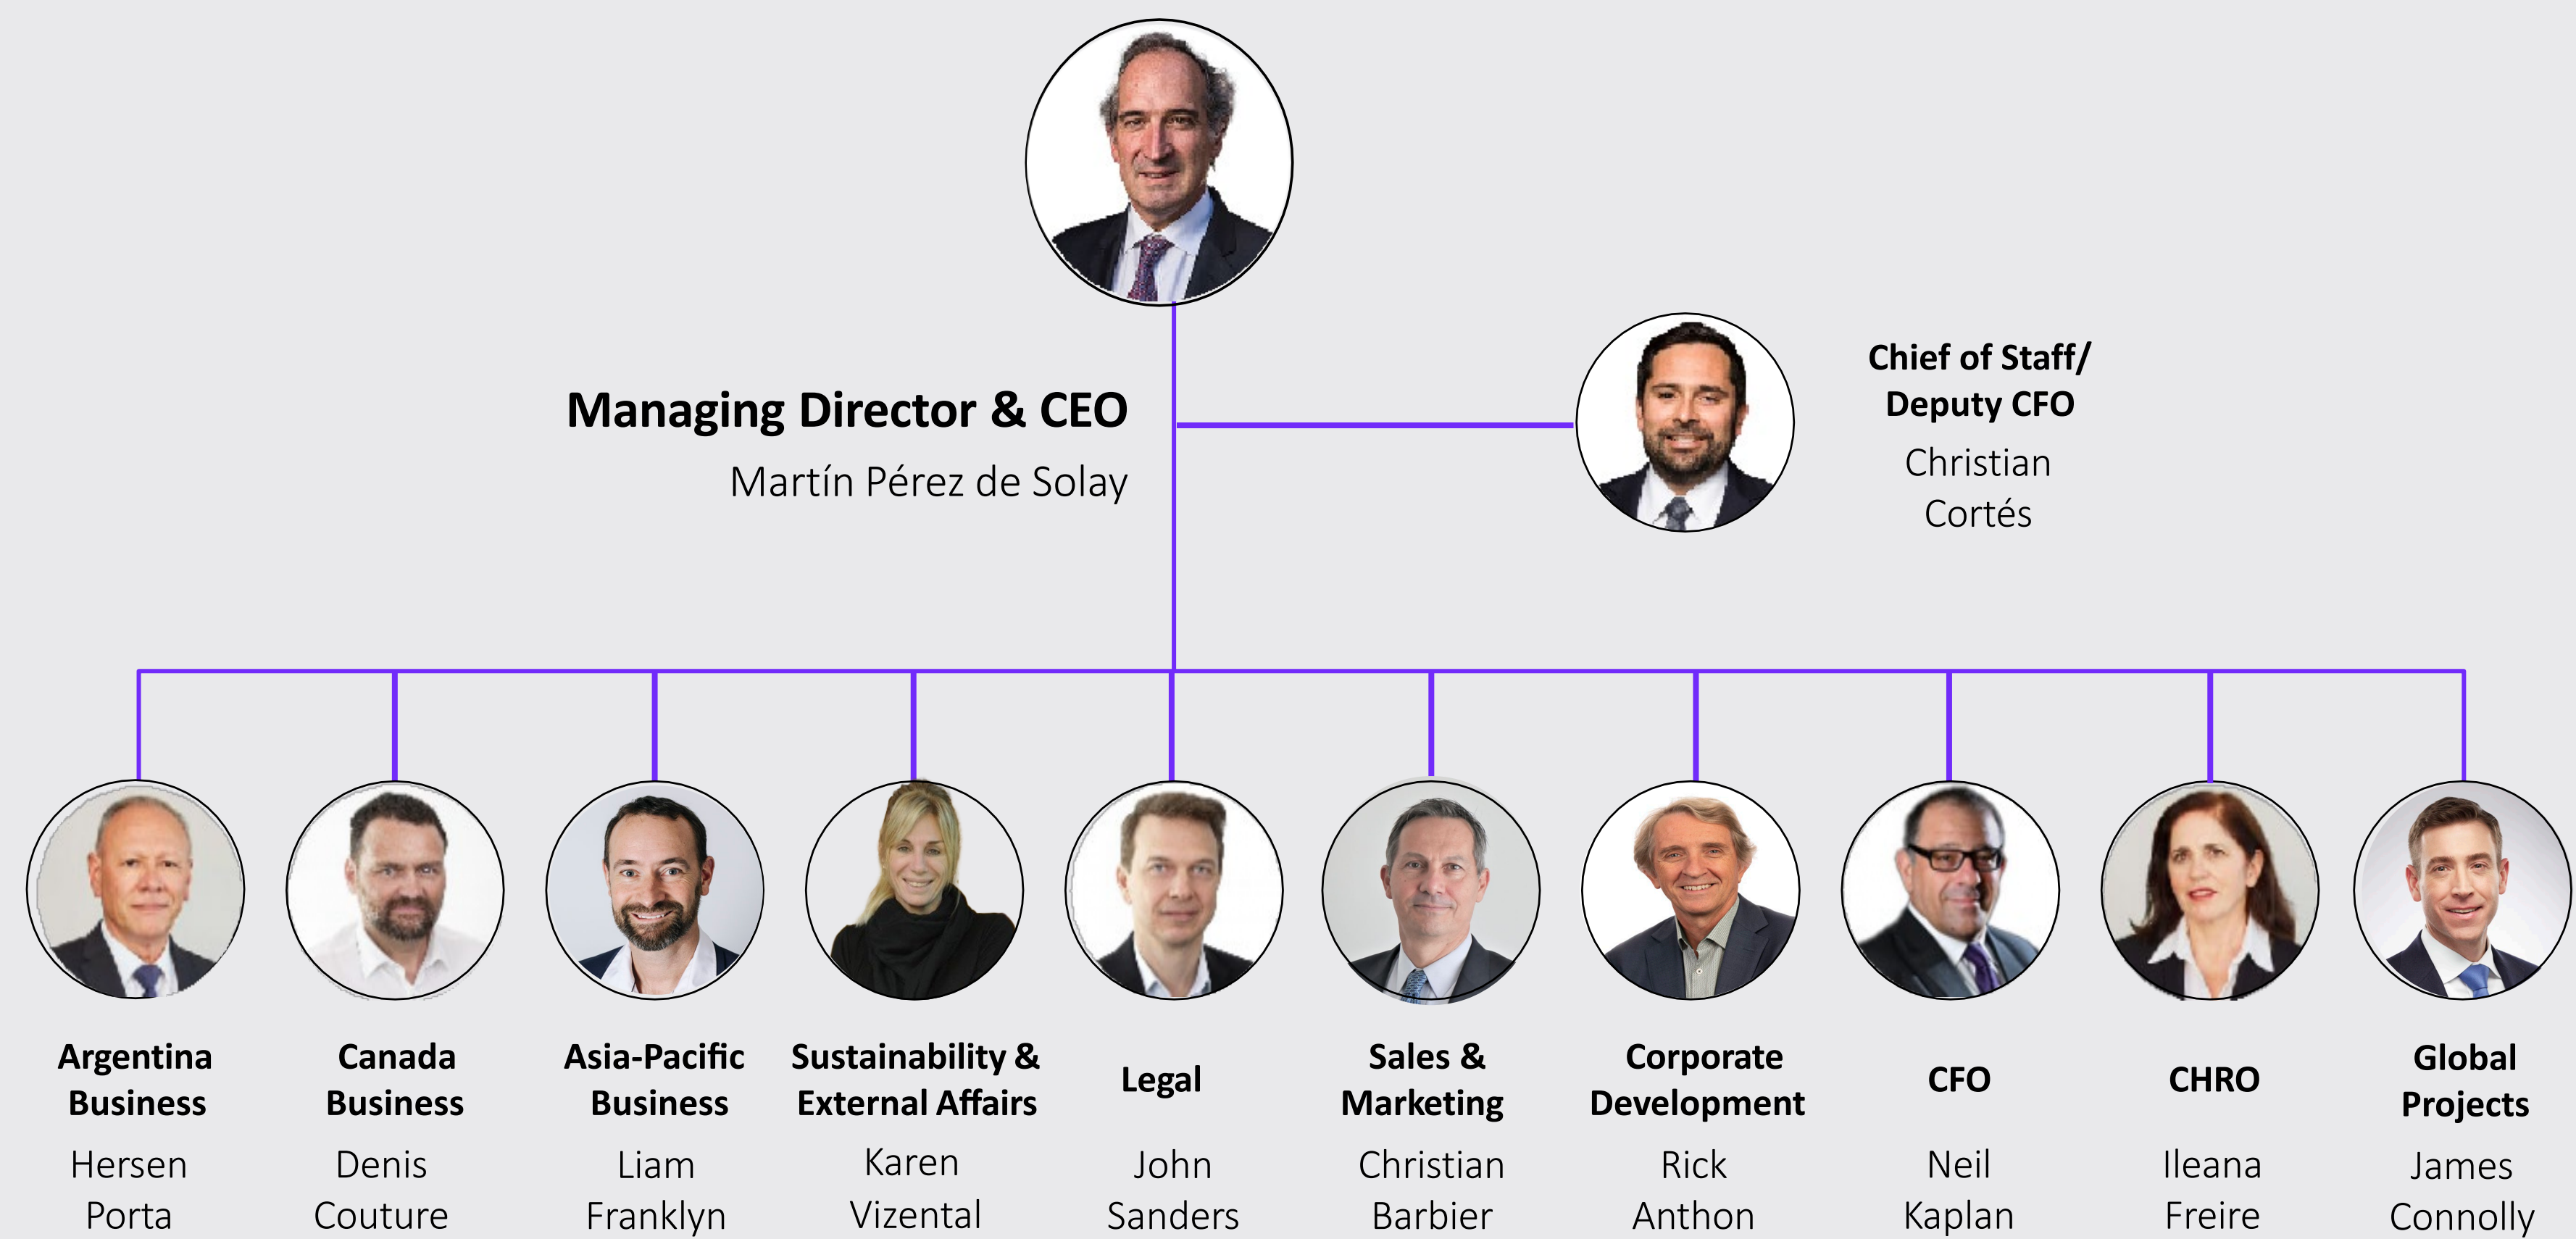 Managing Director & CEO
Martín Pérez de Solay
Chief of Staff/
Deputy CFO
Christian
Cortés
Argentina
Business
Hersen
Porta
Canada
Business
Denis
Couture
Asia-Pacific
Business
Liam
Franklyn
Sustainability &
External Affairs
Karen
Vizental
Legal
John
Sanders
Sales &
Marketing
Christian
Barbier
Corporate
Development
Rick
Anthon
CFO
Neil
Kaplan
CHRO
Ileana
Freire
Global
Projects
James
Connolly